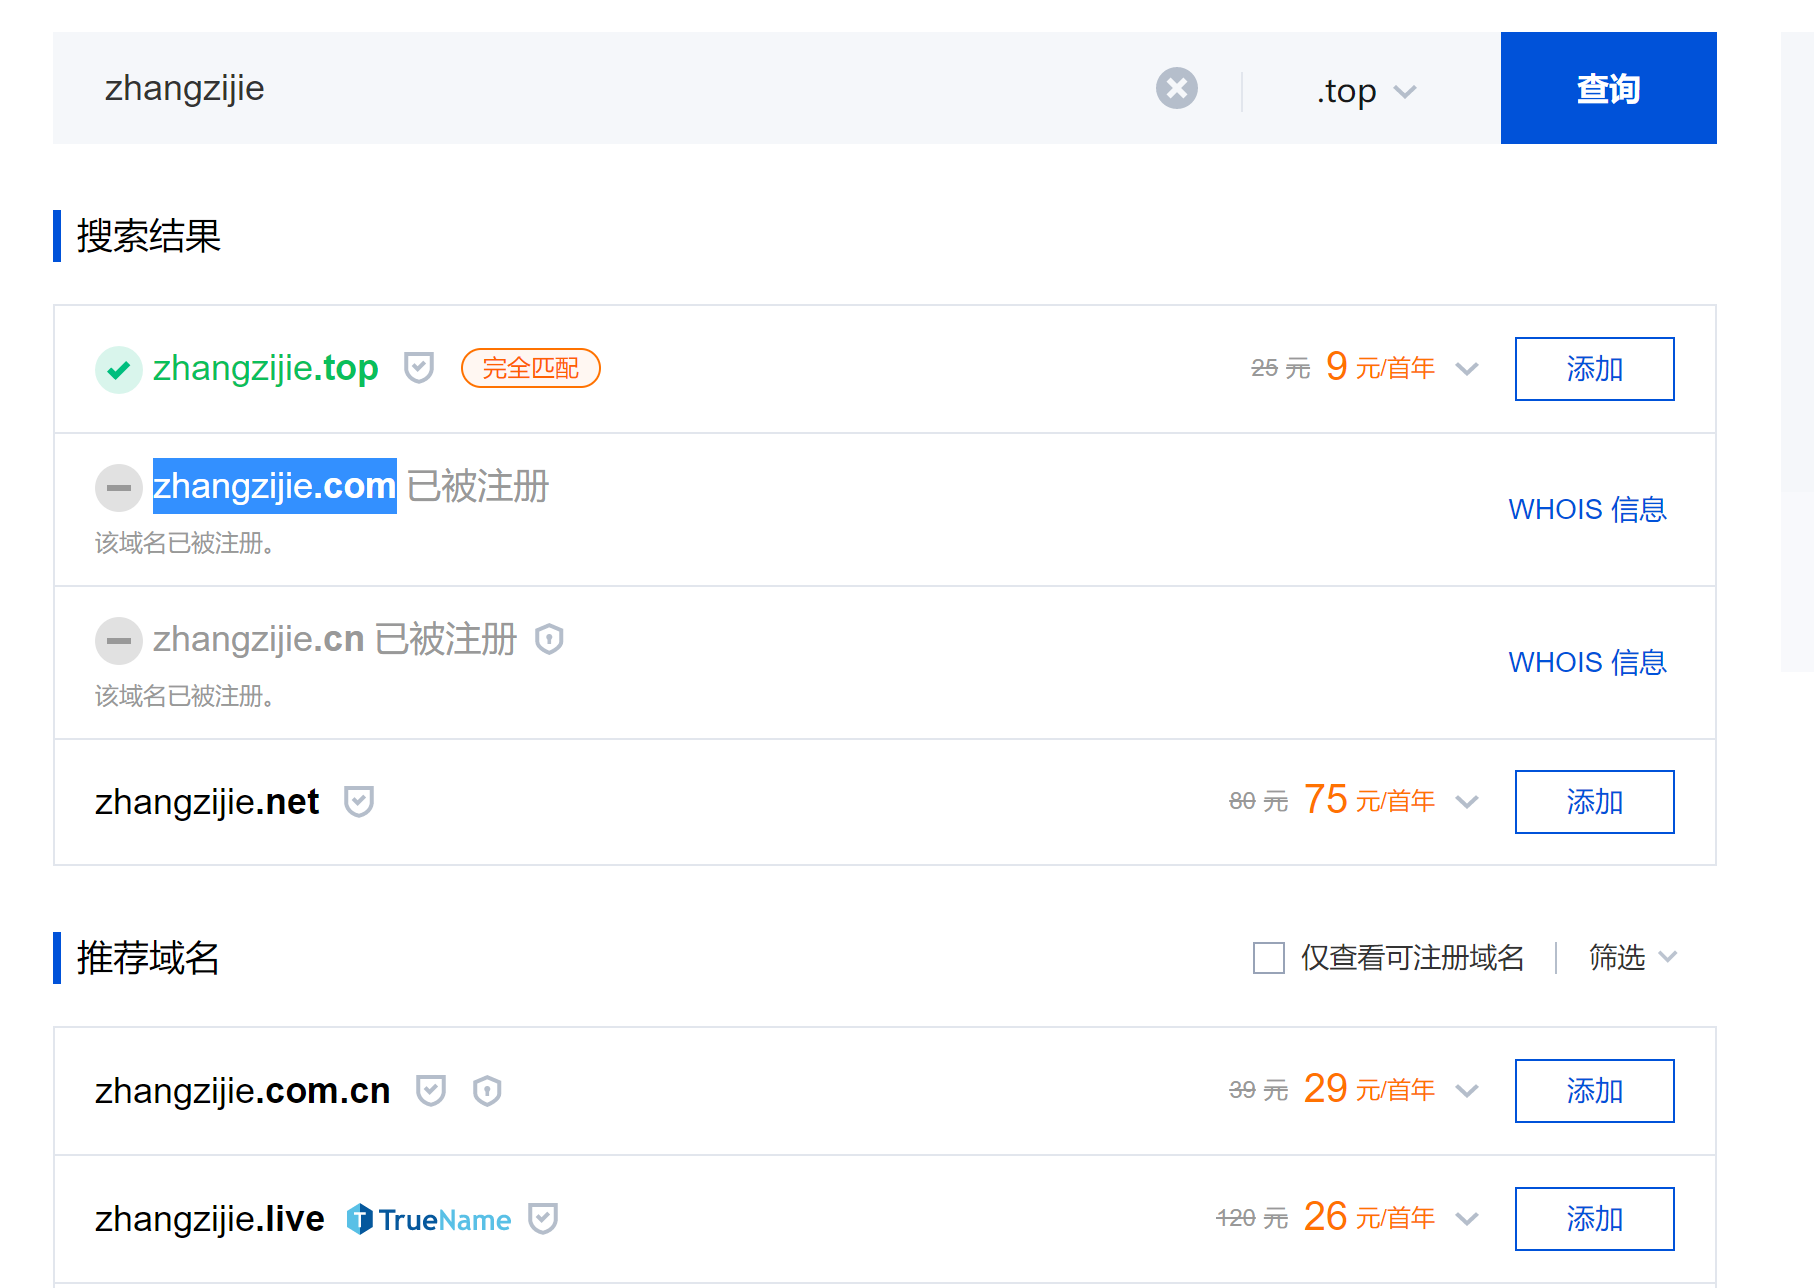 zhangzijie .top 查询
搜索结果
zhangzijie.top 完全匹配 25 元 9 元/首年 添加
zhangzijie.com 已被注册 WHOIS 信息
该域名已被注册。
zhangzijie.cn 已被注册 WHOIS 信息
该域名已被注册。
zhangzijie.net 80 元 75 元/首年 添加
推荐域名 仅查看可注册域名 筛选
zhangzijie.com.cn 39 元 29 元/首年 添加
zhangzijie.live TrueName 120 元 26 元/首年 添加